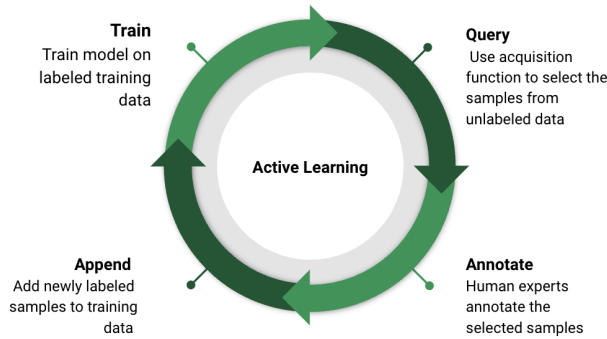 Train
Train model on
labeled training
data
Query
Use acquisition
function to select the
samples from
unlabeled data
Active Learning
Append
Add newly labeled
samples to training
data
Annotate
Human experts
annotate the
selected samples